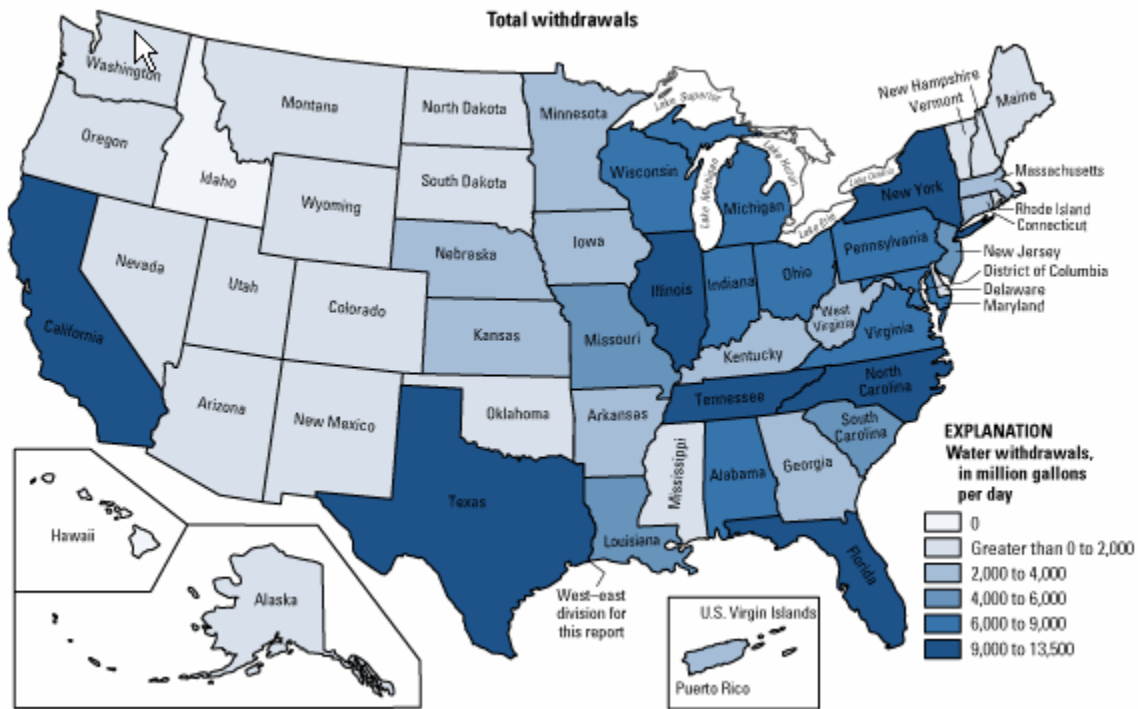 Total withdrawals
Washington
Oregon
Idaho
Montana
North Dakota
South Dakota
Wyoming
Minnesota
Wisconsin
Michigan
Lake Superior
Lake Michigan
Lake Huron
Lake Ontario
Lake Erie
New Hampshire
Vermont
Maine
Massachusetts
Rhode Island
Connecticut
New York
Pennsylvania
New Jersey
District of Columbia
Delaware
Maryland
California
Nevada
Utah
Colorado
Nebraska
Kansas
Iowa
Missouri
Illinois
Indiana
Ohio
West
Virginia
Virginia
Kentucky
Tennessee
North
Carolina
South
Carolina
Arizona
New Mexico
Oklahoma
Arkansas
Texas
Louisiana
Mississippi
Alabama
Georgia
Florida
Hawaii
Alaska
West–east
division for
this report
U.S. Virgin Islands
Puerto Rico
EXPLANATION
Water withdrawals,
in million gallons
per day
0
Greater than 0 to 2,000
2,000 to 4,000
4,000 to 6,000
6,000 to 9,000
9,000 to 13,500